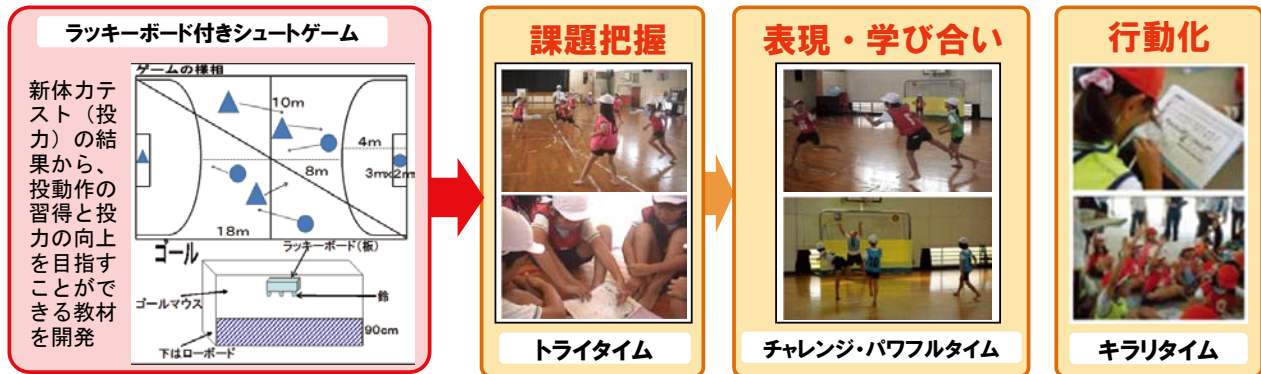 ラッキーボード付きシュートゲーム
新体力テ
スト（投
力）の結
果から、
投動作の
習得と投
力の向上
を目指す
ことがで
きる教材
を開発
ゲームの様相
10m
4m
8m
3m×2m
18m
ゴール
ラッキーボード（板）
ゴールマウス
鈴
90cm
下はローボード
課題把握
トライタイム
表現・学び合い
チャレンジ・パワフルタイム
行動化
キラリタイム